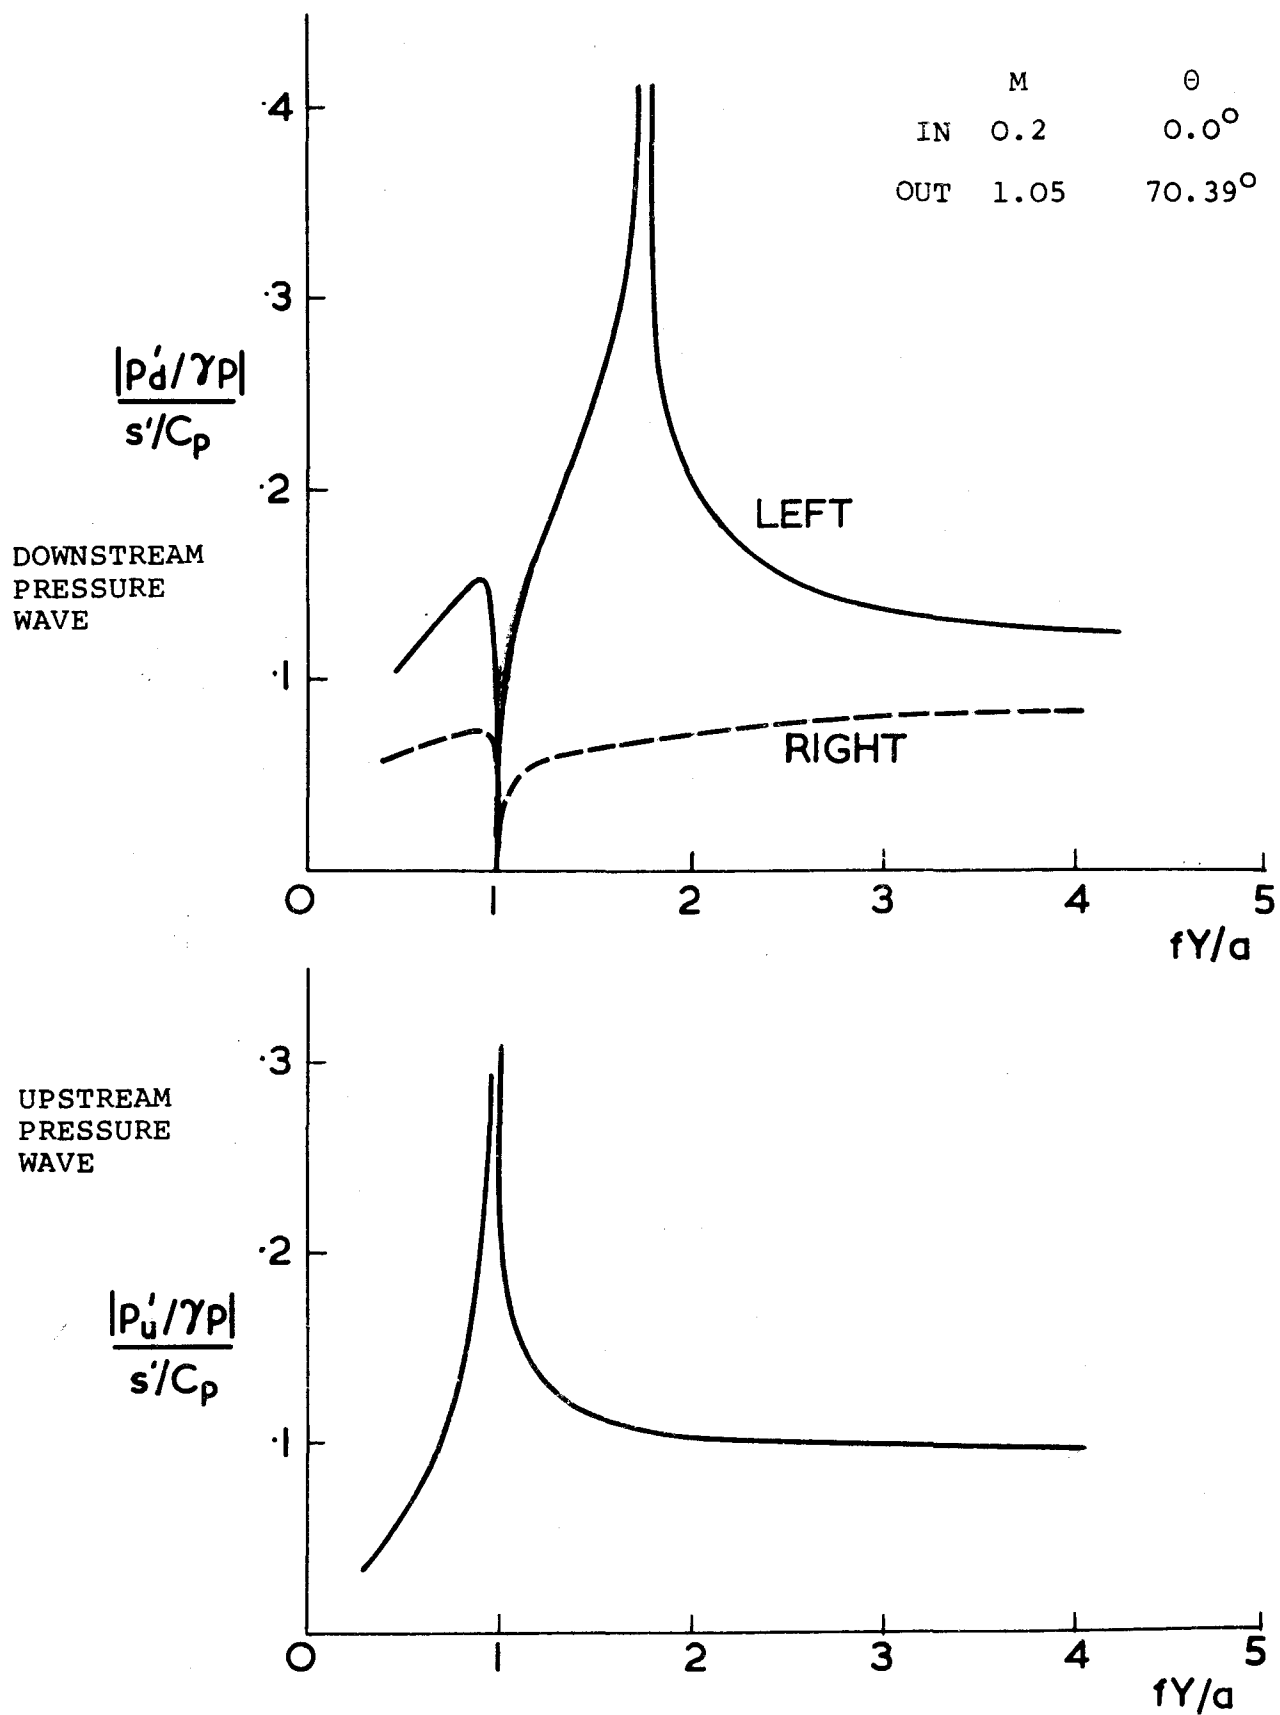 M θ
IN 0.2 0.0°
OUT 1.05 70.39°
·4
·3
·2
·1
|p'd/γp|
s'/Cp
DOWNSTREAM
PRESSURE
WAVE
LEFT
RIGHT
0 1 2 3 4 5
fY/a
·3
·2
·1
UPSTREAM
PRESSURE
WAVE
|p'u/γp|
s'/Cp
0 1 2 3 4 5
fY/a